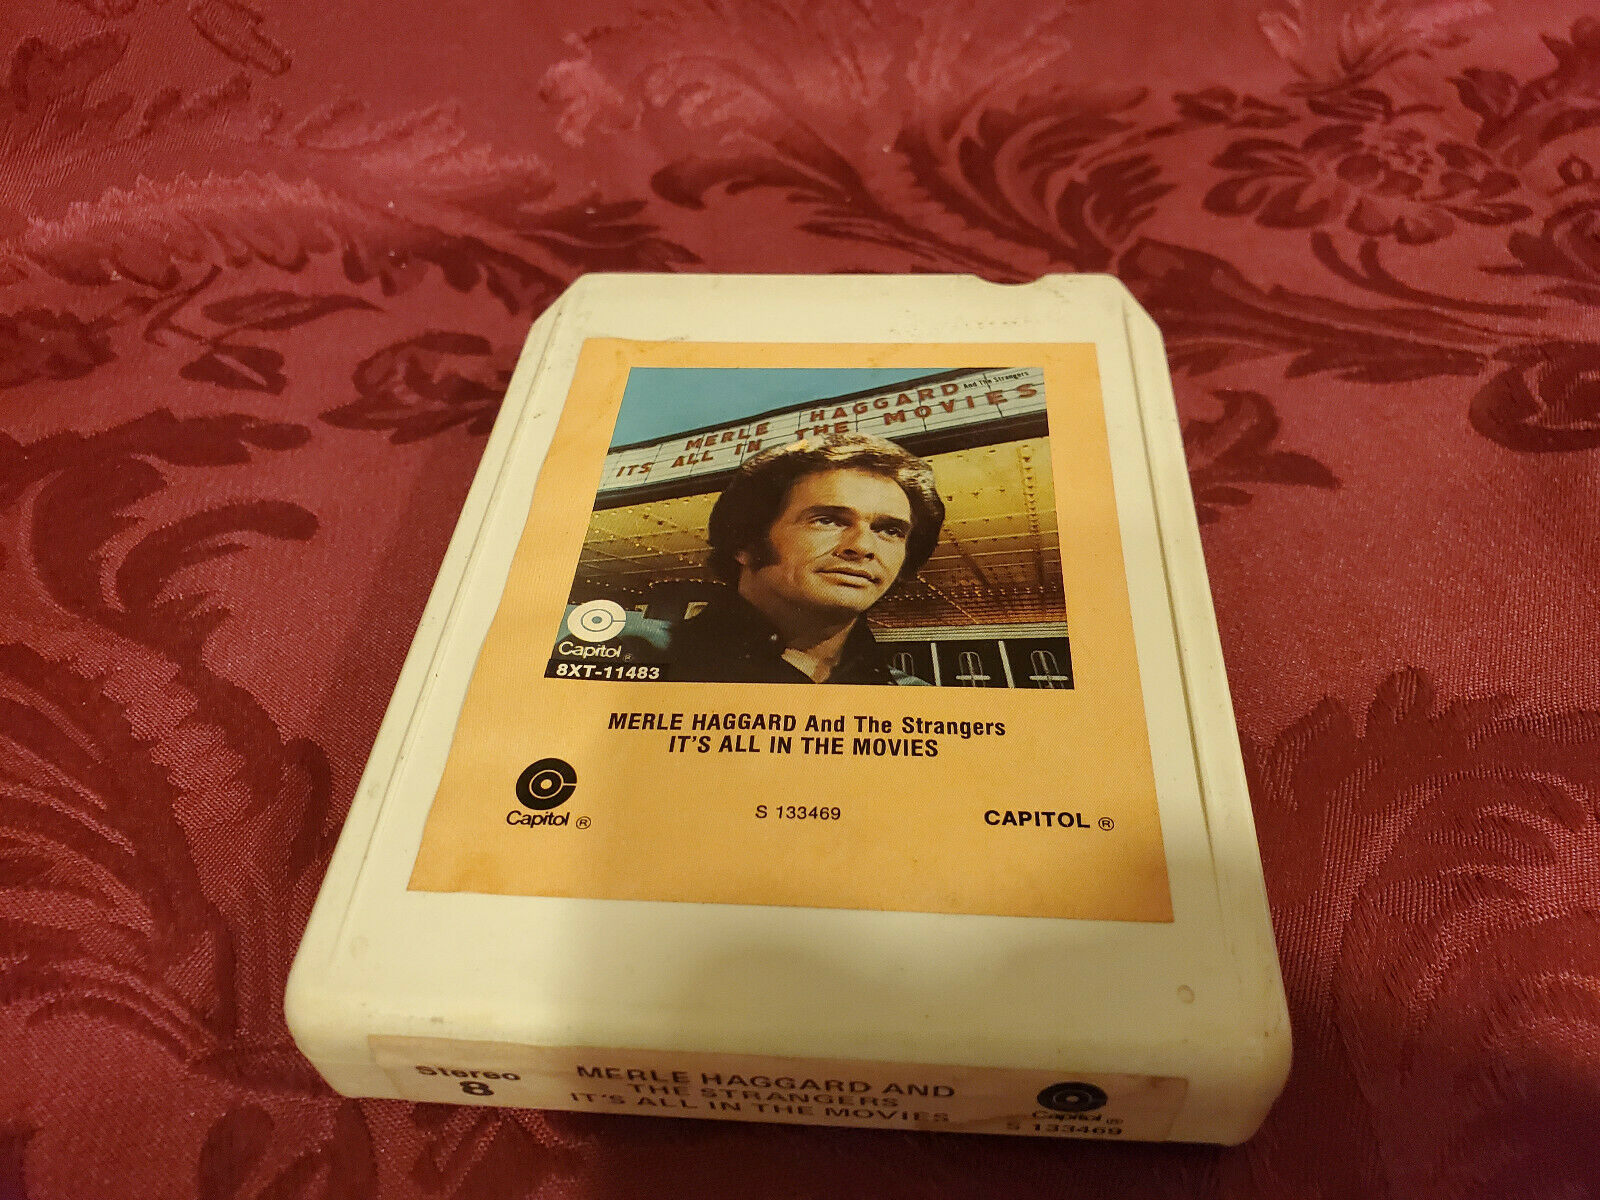 MERLE HAGGARD And The Strangers
ITS ALL IN THE MOVIES
Capitol®
8XT-11483
MERLE HAGGARD And The Strangers
IT'S ALL IN THE MOVIES
Capitol ®
S 133469
CAPITOL ®
Stereo
8
MERLE HAGGARD AND
THE STRANGERS
IT'S ALL IN THE MOVIES
Capitol ®
S 133469